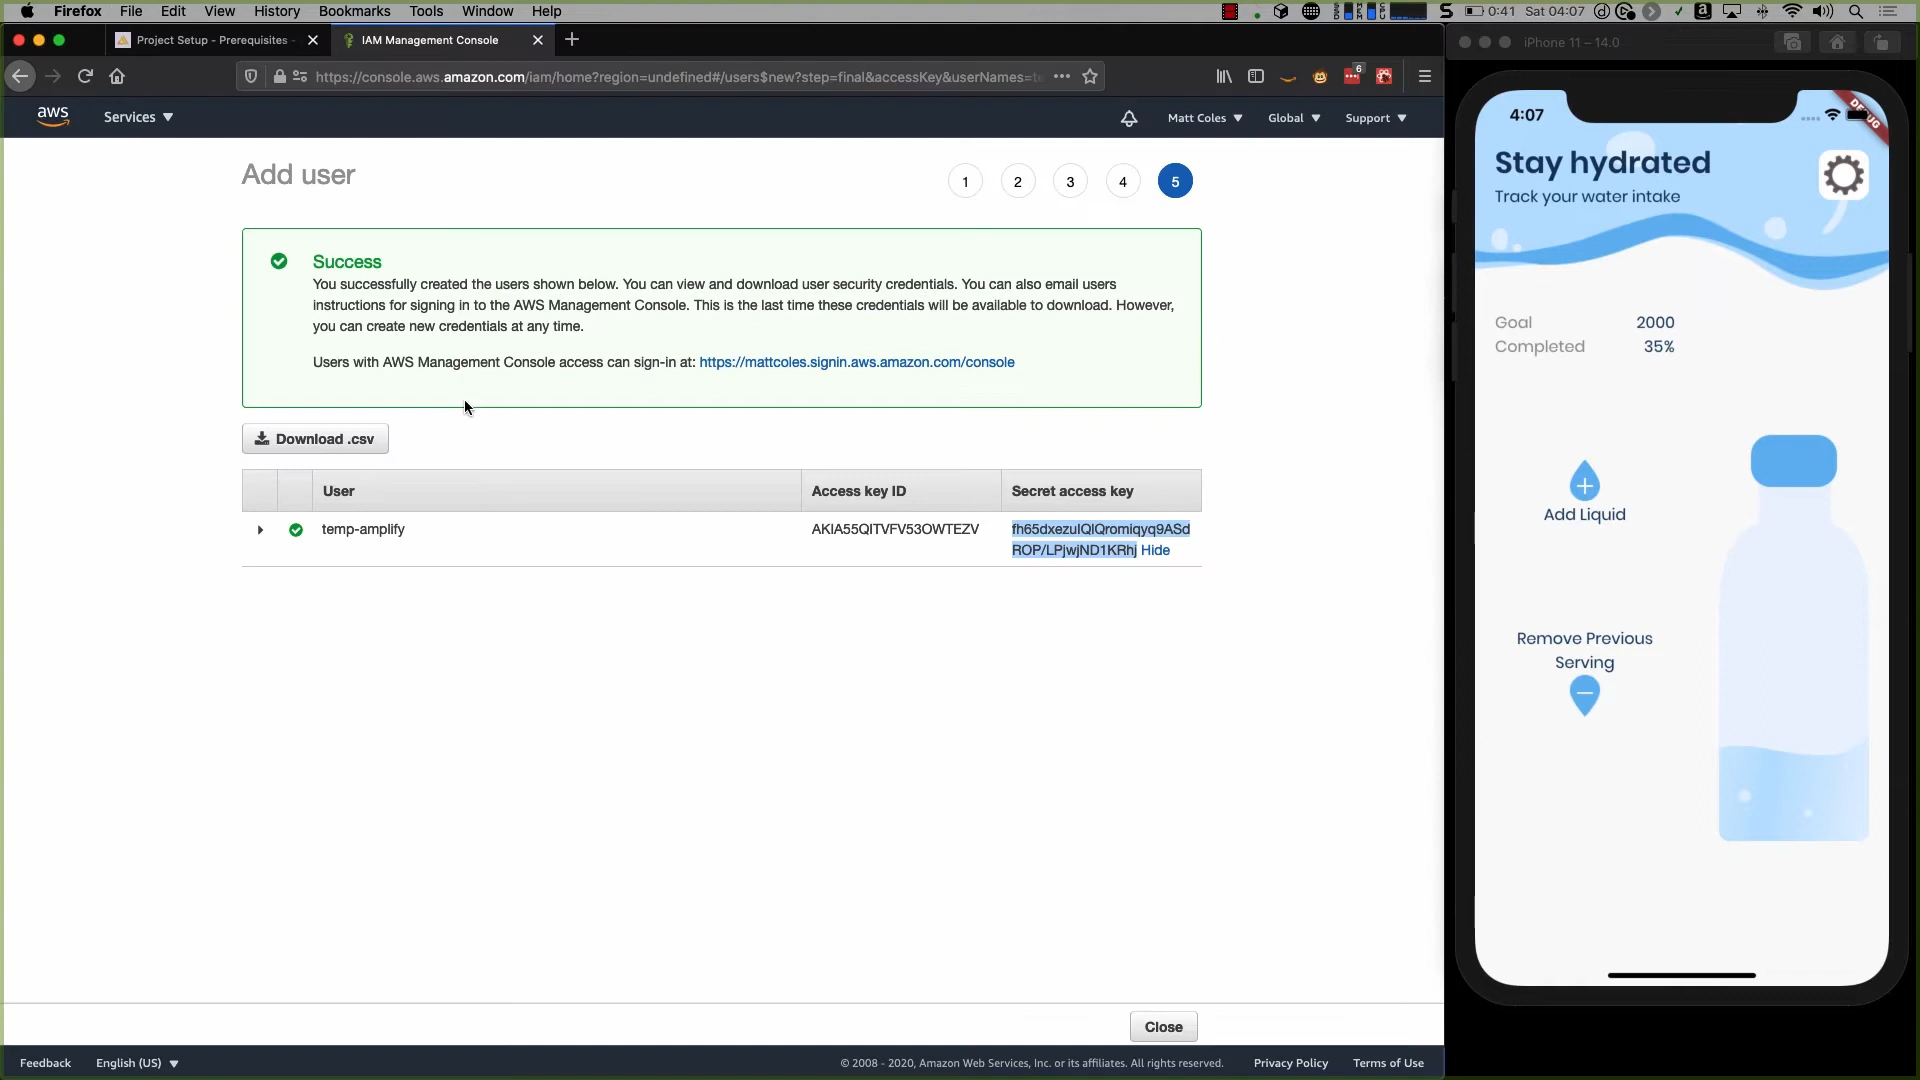 Firefox File Edit View History Bookmarks Tools Window Help
0:41 Sat 04:07
Project Setup - Prerequisites -
IAM Management Console
https://console.aws.amazon.com/iam/home?region=undefined#/users$new?step=final&accessKey&userNames=te
6
aws
Services
Matt Coles
Global
Support
Add user
1 2 3 4 5
Success
You successfully created the users shown below. You can view and download user security credentials. You can also email users
instructions for signing in to the AWS Management Console. This is the last time these credentials will be available to download. However,
you can create new credentials at any time.
Users with AWS Management Console access can sign-in at: https://mattcoles.signin.aws.amazon.com/console
Download .csv
User Access key ID Secret access key
temp-amplify AKIA55QITVFV53OWTEZV
Hide
Close
Feedback English (US) © 2008 - 2020, Amazon Web Services, Inc. or its affiliates. All rights reserved. Privacy Policy Terms of Use
iPhone 11 – 14.0
4:07
DEBUG
Stay hydrated
Track your water intake
Goal 2000
Completed 35%
Add Liquid
Remove Previous
Serving